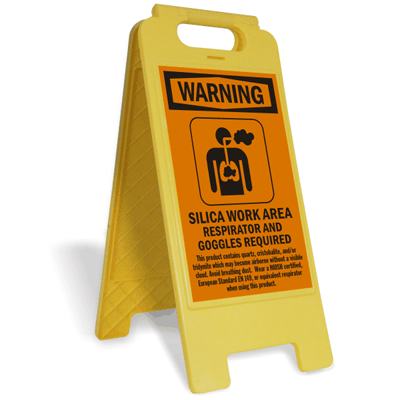 WARNING
SILICA WORK AREA
RESPIRATOR AND
GOGGLES REQUIRED
This product contains quartz, cristobalite, and/or
tridymite which may become airborne without a visible
cloud. Avoid breathing dust. Wear a NIOSH certified,
European Standard EN 149, or equivalent respirator
when using this product.